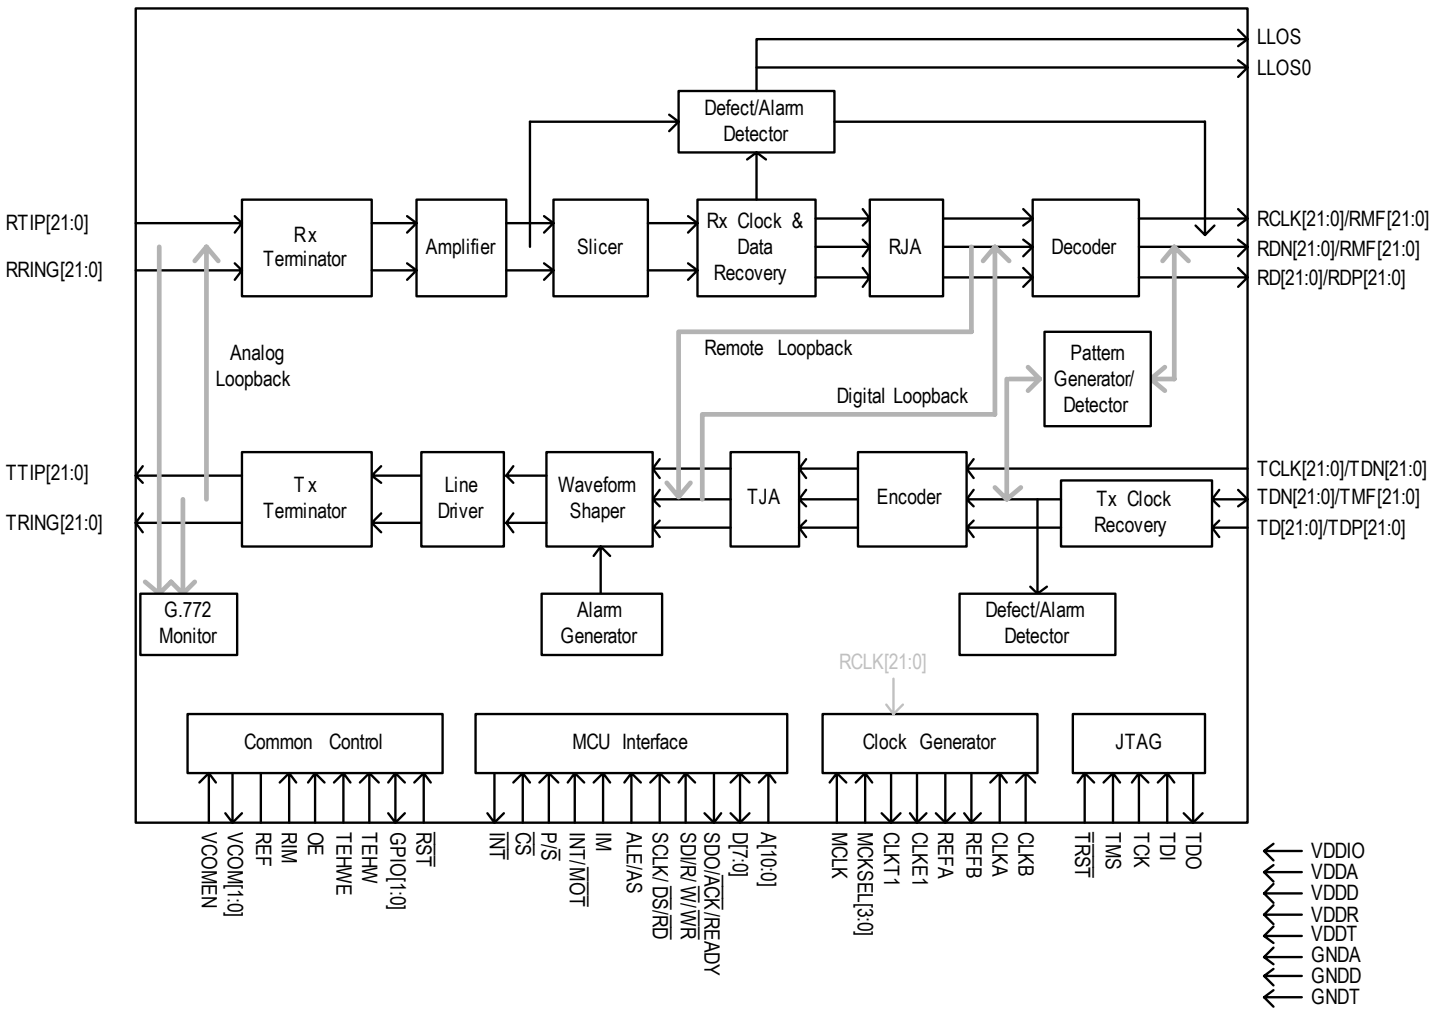 LLOS
LLOS0
Defect/Alarm
Detector
RTIP[21:0]
RRING[21:0]
Rx
Terminator
Amplifier
Slicer
Rx Clock &
Data
Recovery
RJA
Decoder
RCLK[21:0]/RMF[21:0]
RDN[21:0]/RMF[21:0]
RD[21:0]/RDP[21:0]
Analog
Loopback
Remote Loopback
Digital Loopback
Pattern
Generator/
Detector
TTIP[21:0]
TRING[21:0]
Tx
Terminator
Line
Driver
Waveform
Shaper
TJA
Encoder
Tx Clock
Recovery
TCLK[21:0]/TDN[21:0]
TDN[21:0]/TMF[21:0]
TD[21:0]/TDP[21:0]
G.772
Monitor
Alarm
Generator
Defect/Alarm
Detector
RCLK[21:0]
Common Control
MCU Interface
Clock Generator
JTAG
VCOMEN
VCOM[1:0]
REF
RIM
OE
TEHWE
TEHW
GPIO[1:0]
RST
INT
CS
P/S
INT/MOT
IM
ALE/AS
SCLK/DS/RD
SDI/R/W/WR
SDO/ACK/READY
D[7:0]
A[10:0]
MCLK
MCKSEL[3:0]
CLKT1
CLKE1
REFA
REFB
CLKA
CLKB
TRST
TMS
TCK
TDI
TDO
VDDIO
VDDA
VDDD
VDDR
VDDT
GNDA
GNDD
GNDT